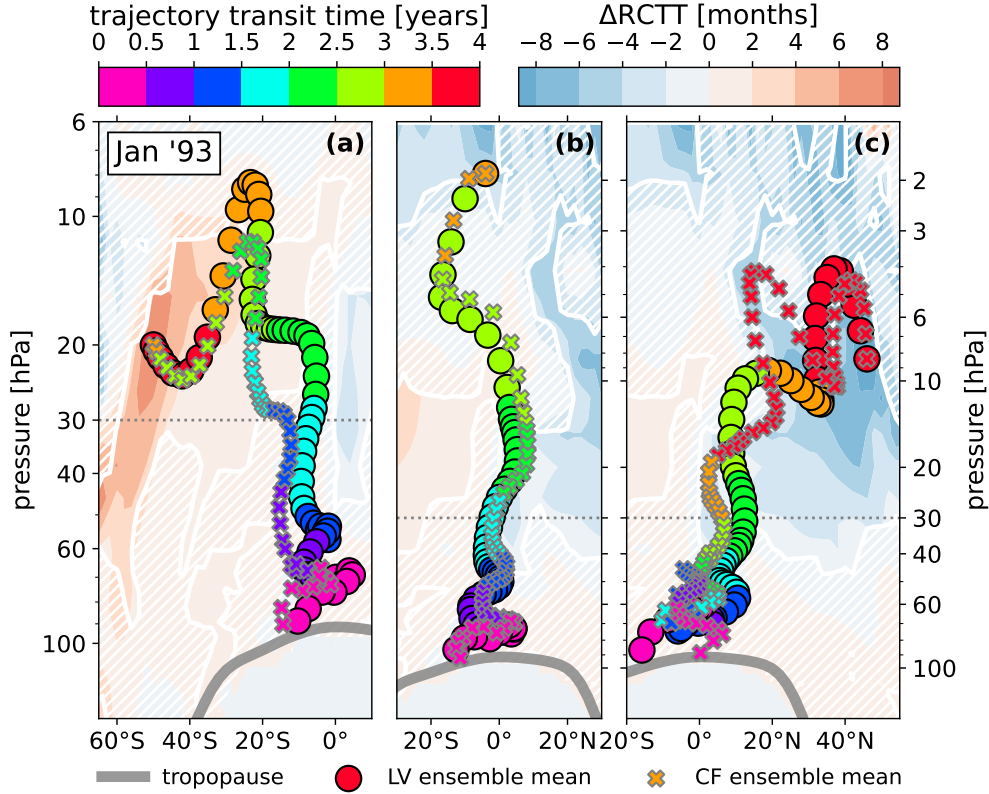 trajectory transit time [years]
ΔRCTT [months]
0 0.5 1 1.5 2 2.5 3 3.5 4
−8 −6 −4 −2 0 2 4 6 8
Jan '93
(a)
(b)
(c)
pressure [hPa]
6
10
20
30
40
60
100
2
3
6
10
20
30
40
60
100
pressure [hPa]
60°S 40°S 20°S 0°
20°S 0° 20°N
20°S 0° 20°N 40°N
tropopause
LV ensemble mean
CF ensemble mean